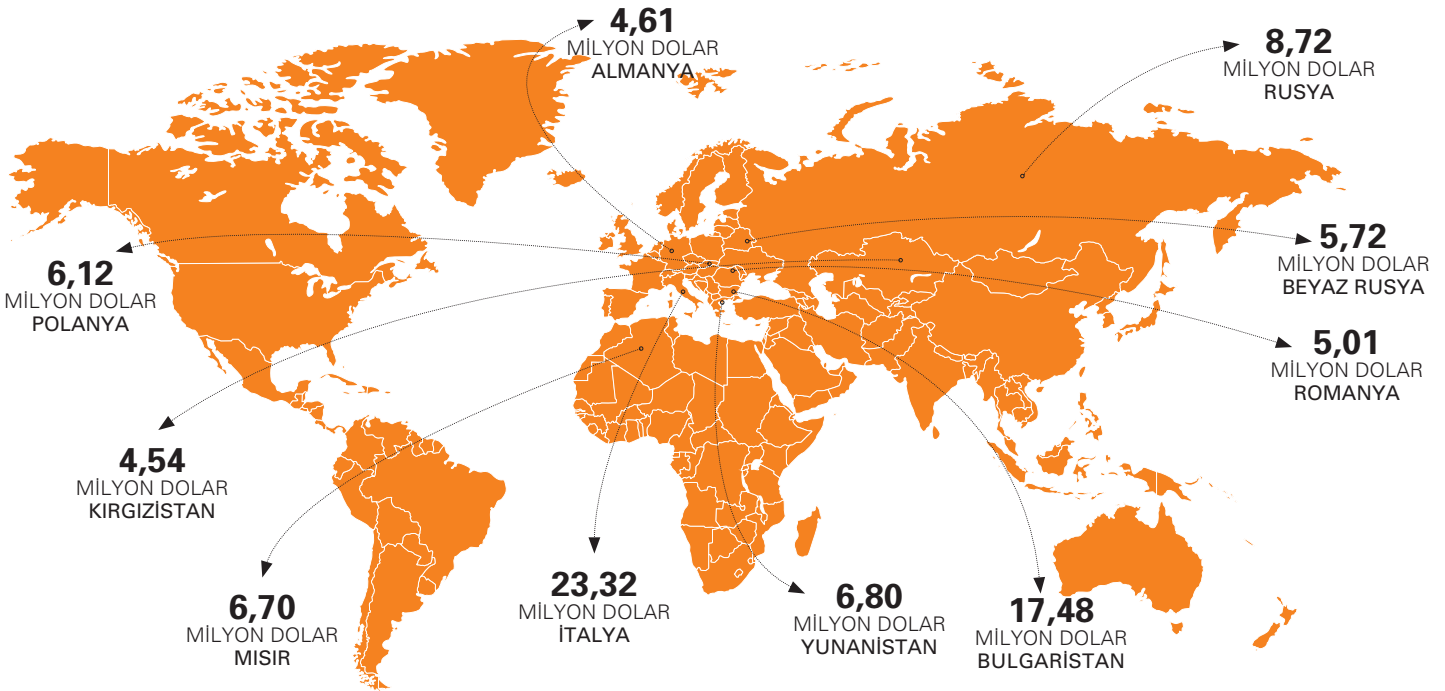 4,61
MİLYON DOLAR
ALMANYA
8,72
MİLYON DOLAR
RUSYA
6,12
MİLYON DOLAR
POLANYA
5,72
MİLYON DOLAR
BEYAZ RUSYA
5,01
MİLYON DOLAR
ROMANYA
4,54
MİLYON DOLAR
KIRGIZİSTAN
6,70
MİLYON DOLAR
MISIR
23,32
MİLYON DOLAR
İTALYA
6,80
MİLYON DOLAR
YUNANİSTAN
17,48
MİLYON DOLAR
BULGARİSTAN